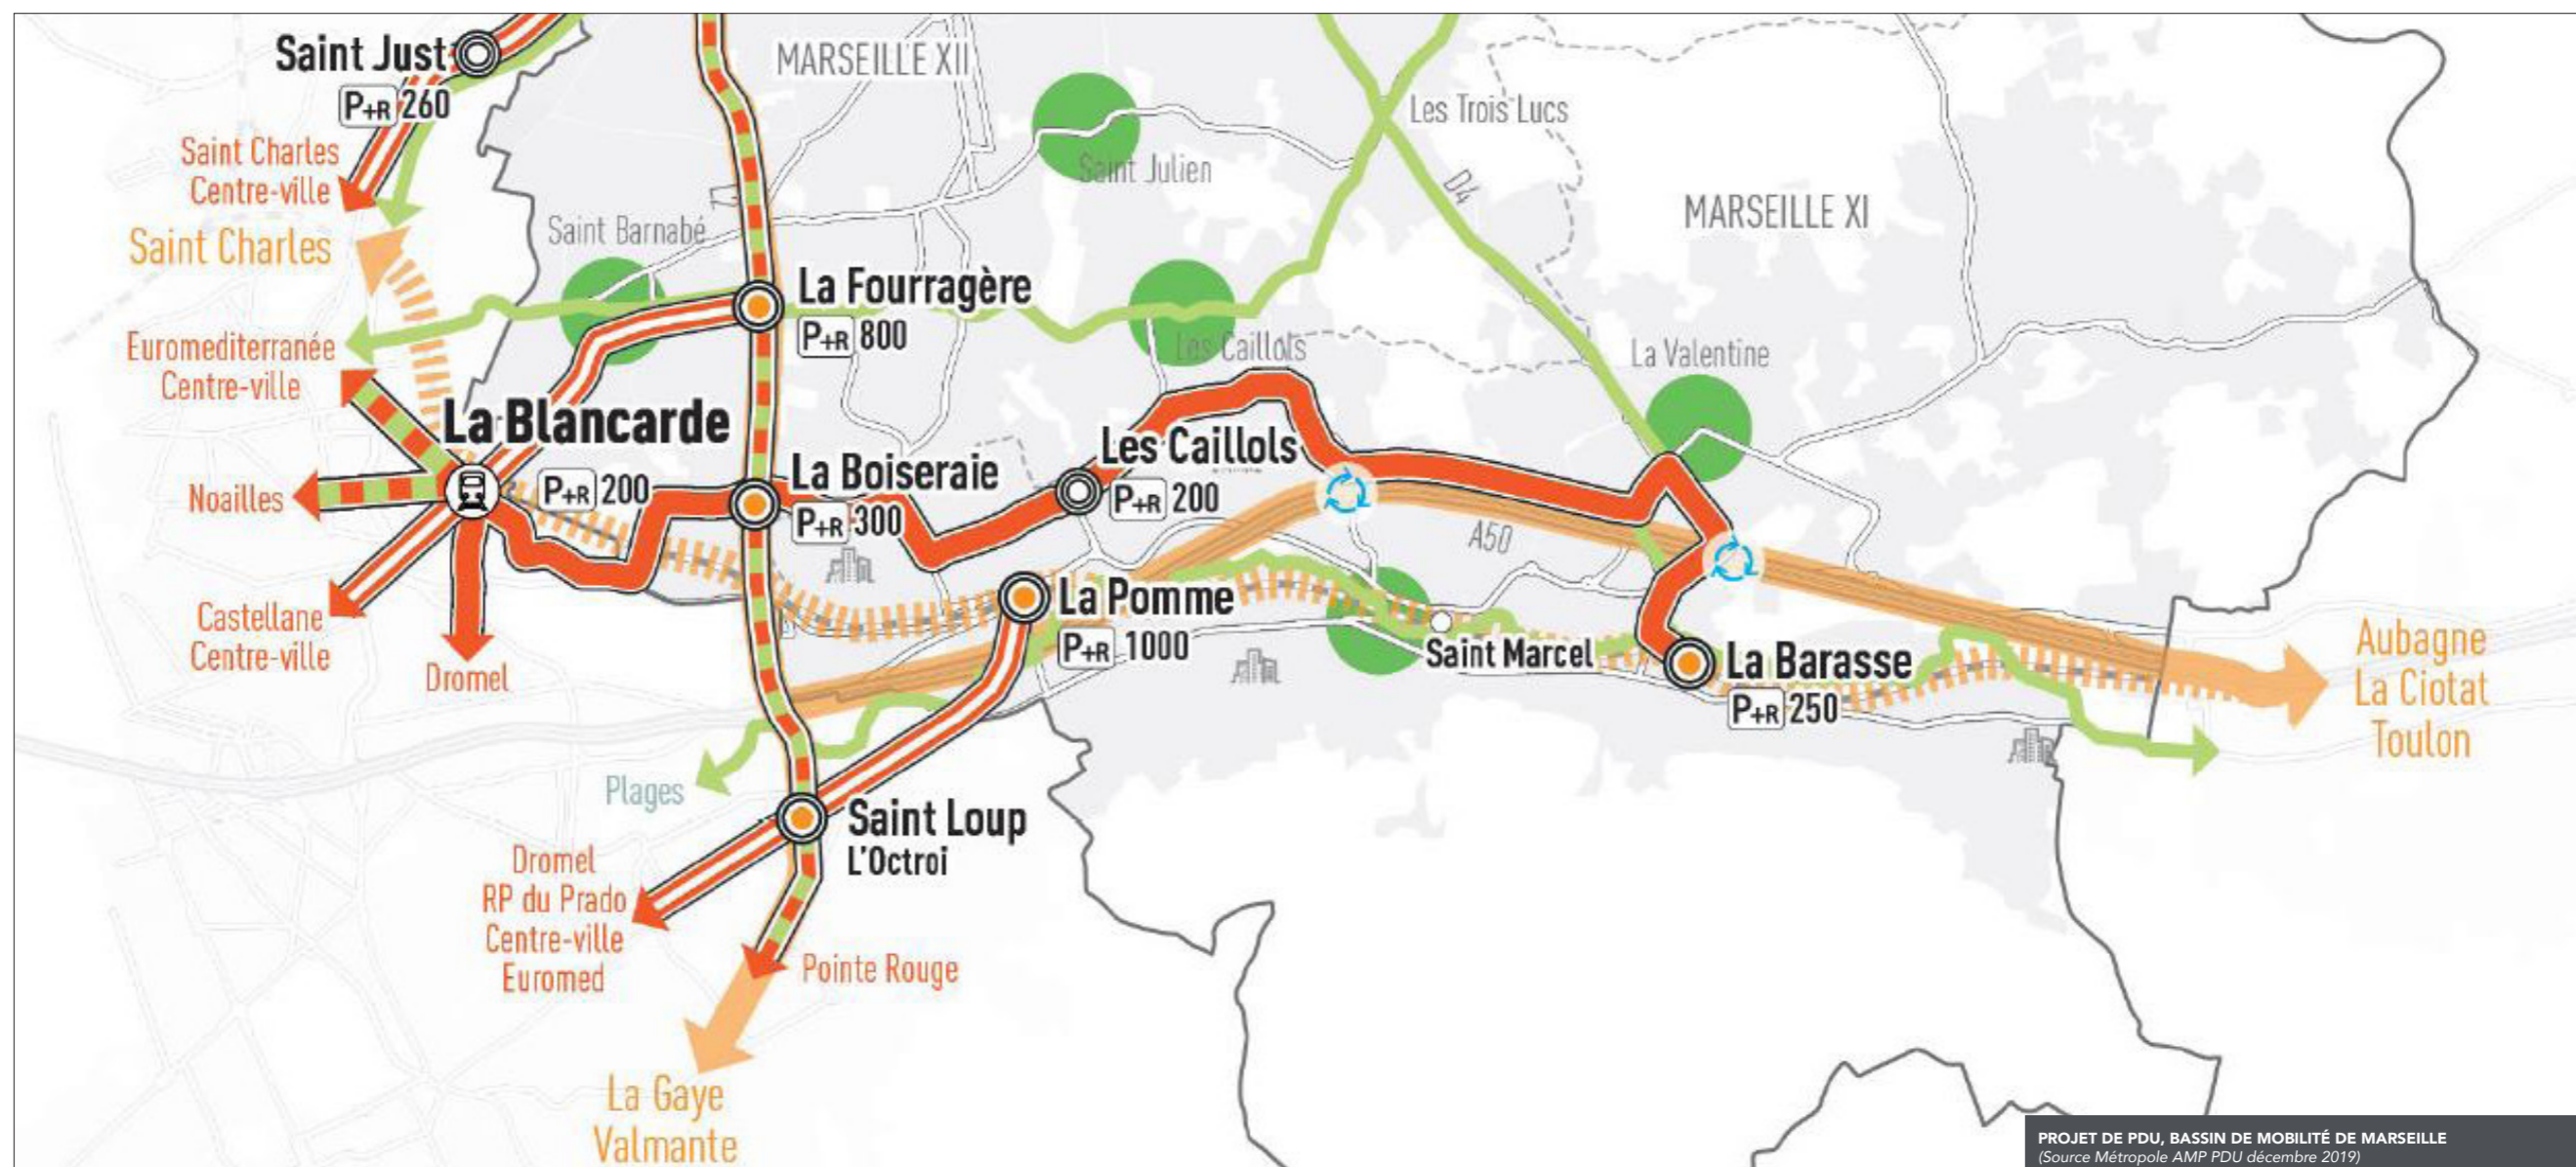 Saint Just
P+R 260
MARSEILLE XII
Les Trois Lucs
Saint Charles
Centre-ville
Saint Julien
D4
MARSEILLE XI
Saint Charles
Saint Barnabé
La Fourragère
P+R 800
Les Caillols
La Valentine
Euromediterranée
Centre-ville
La Blancarde
P+R 200
Noailles
La Boiseraie
P+R 300
Les Caillols
P+R 200
A50
Castellane
Centre-ville
Dromel
La Pomme
P+R 1000
Saint Marcel
La Barasse
P+R 250
Aubagne
La Ciotat
Toulon
Plages
Saint Loup
L'Octroi
Dromel
RP du Prado
Centre-ville
Euromed
Pointe Rouge
La Gaye
Valmante
PROJET DE PDU, BASSIN DE MOBILITÉ DE MARSEILLE
(Source Métropole AMP PDU décembre 2019)